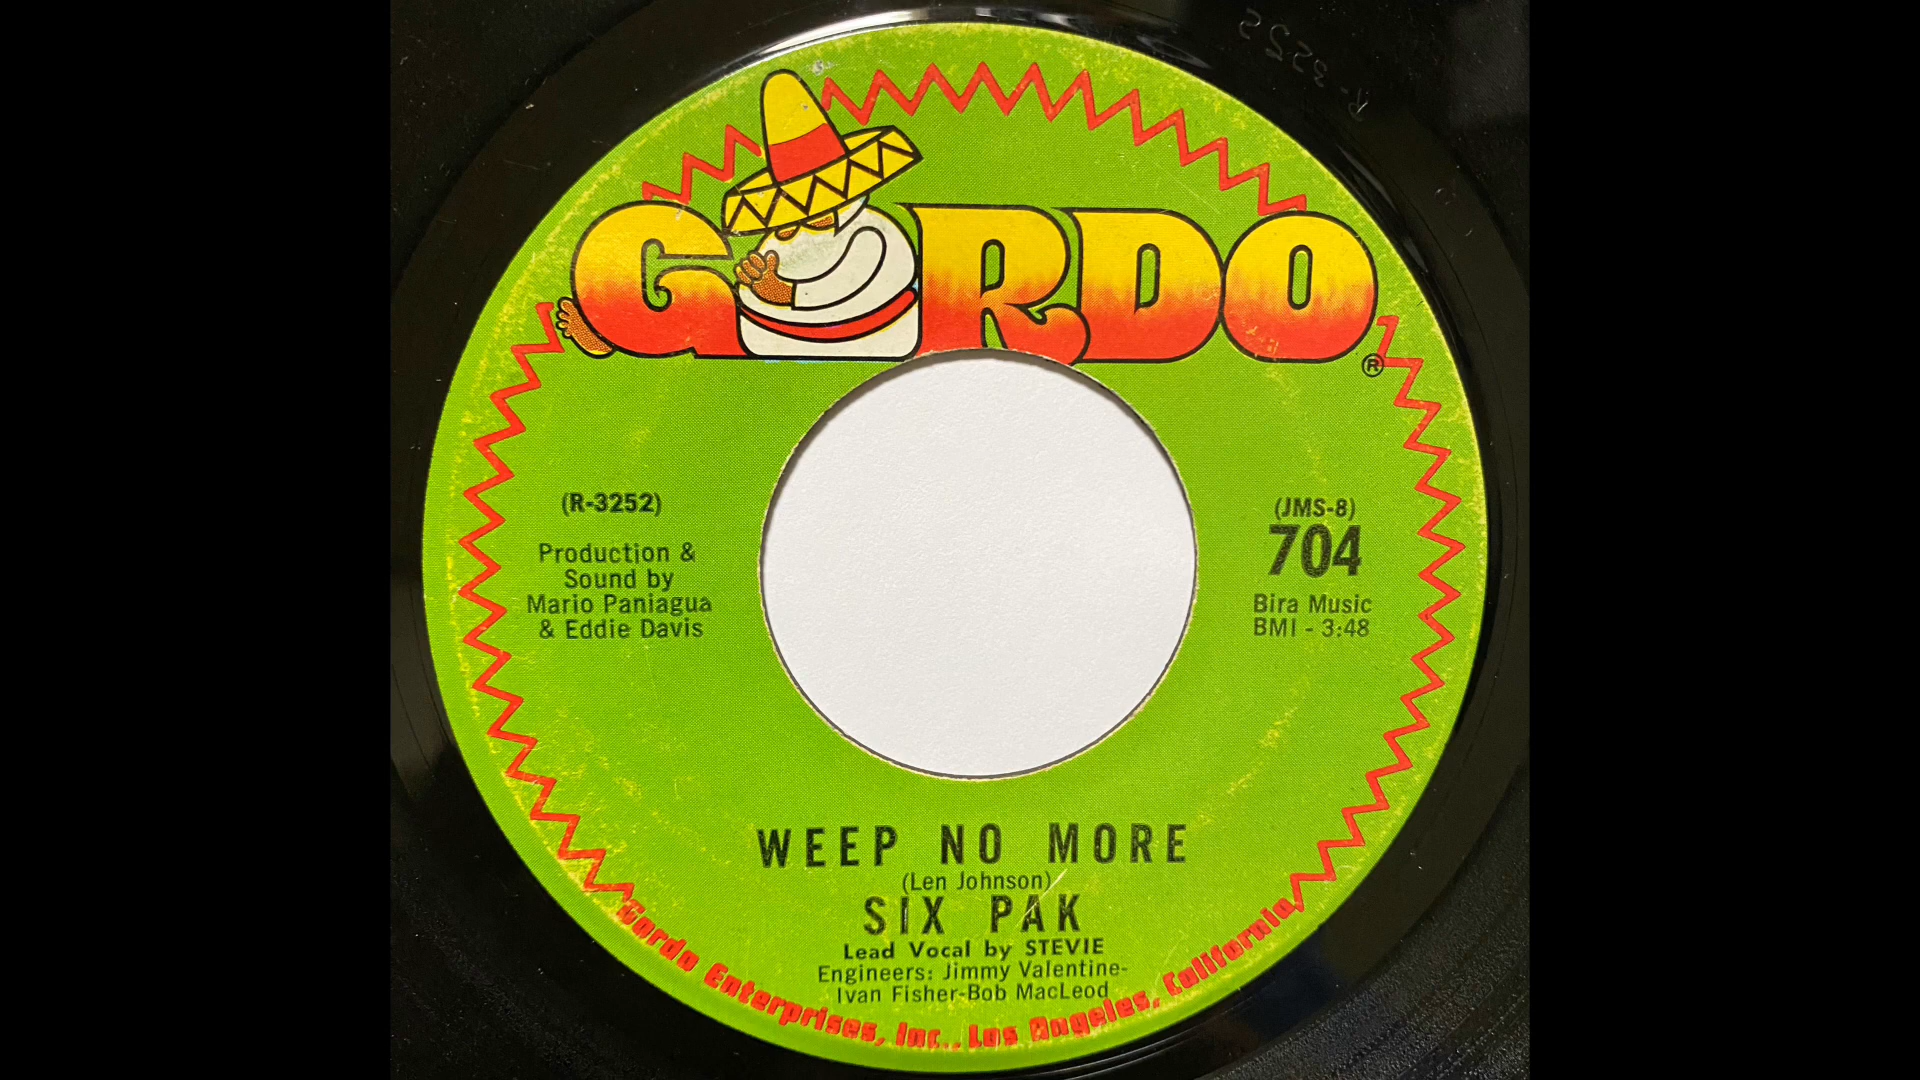 GORDO
®
(R-3252)
Production &
Sound by
Mario Paniagua
& Eddie Davis
(JMS-8)
704
Bira Music
BMI - 3:48
WEEP NO MORE
(Len Johnson)
SIX PAK
Lead Vocal by STEVIE
Engineers: Jimmy Valentine-
Ivan Fisher-Bob MacLeod
Gordo Enterprises, Inc., Los Angeles, California